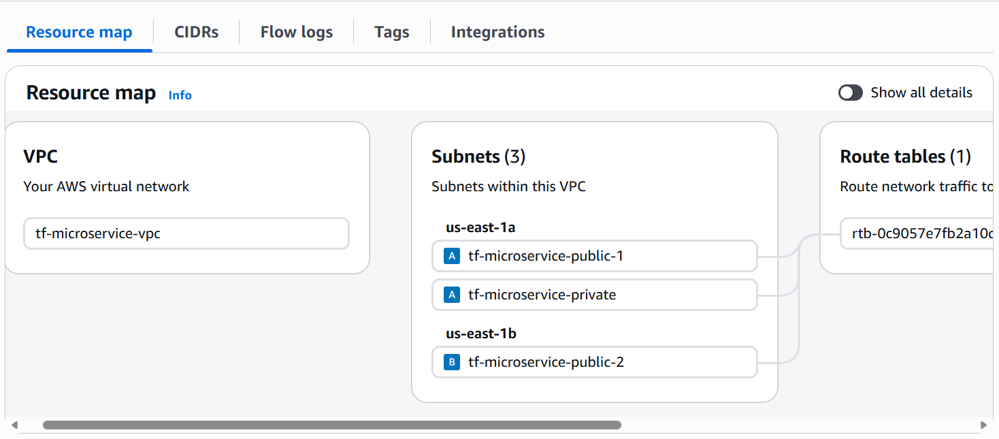 Resource map
CIDRs
Flow logs
Tags
Integrations
Resource map Info
Show all details
VPC
Your AWS virtual network
tf-microservice-vpc
Subnets (3)
Subnets within this VPC
us-east-1a
A tf-microservice-public-1
A tf-microservice-private
us-east-1b
B tf-microservice-public-2
Route tables (1)
Route network traffic to
rtb-0c9057e7fb2a10c